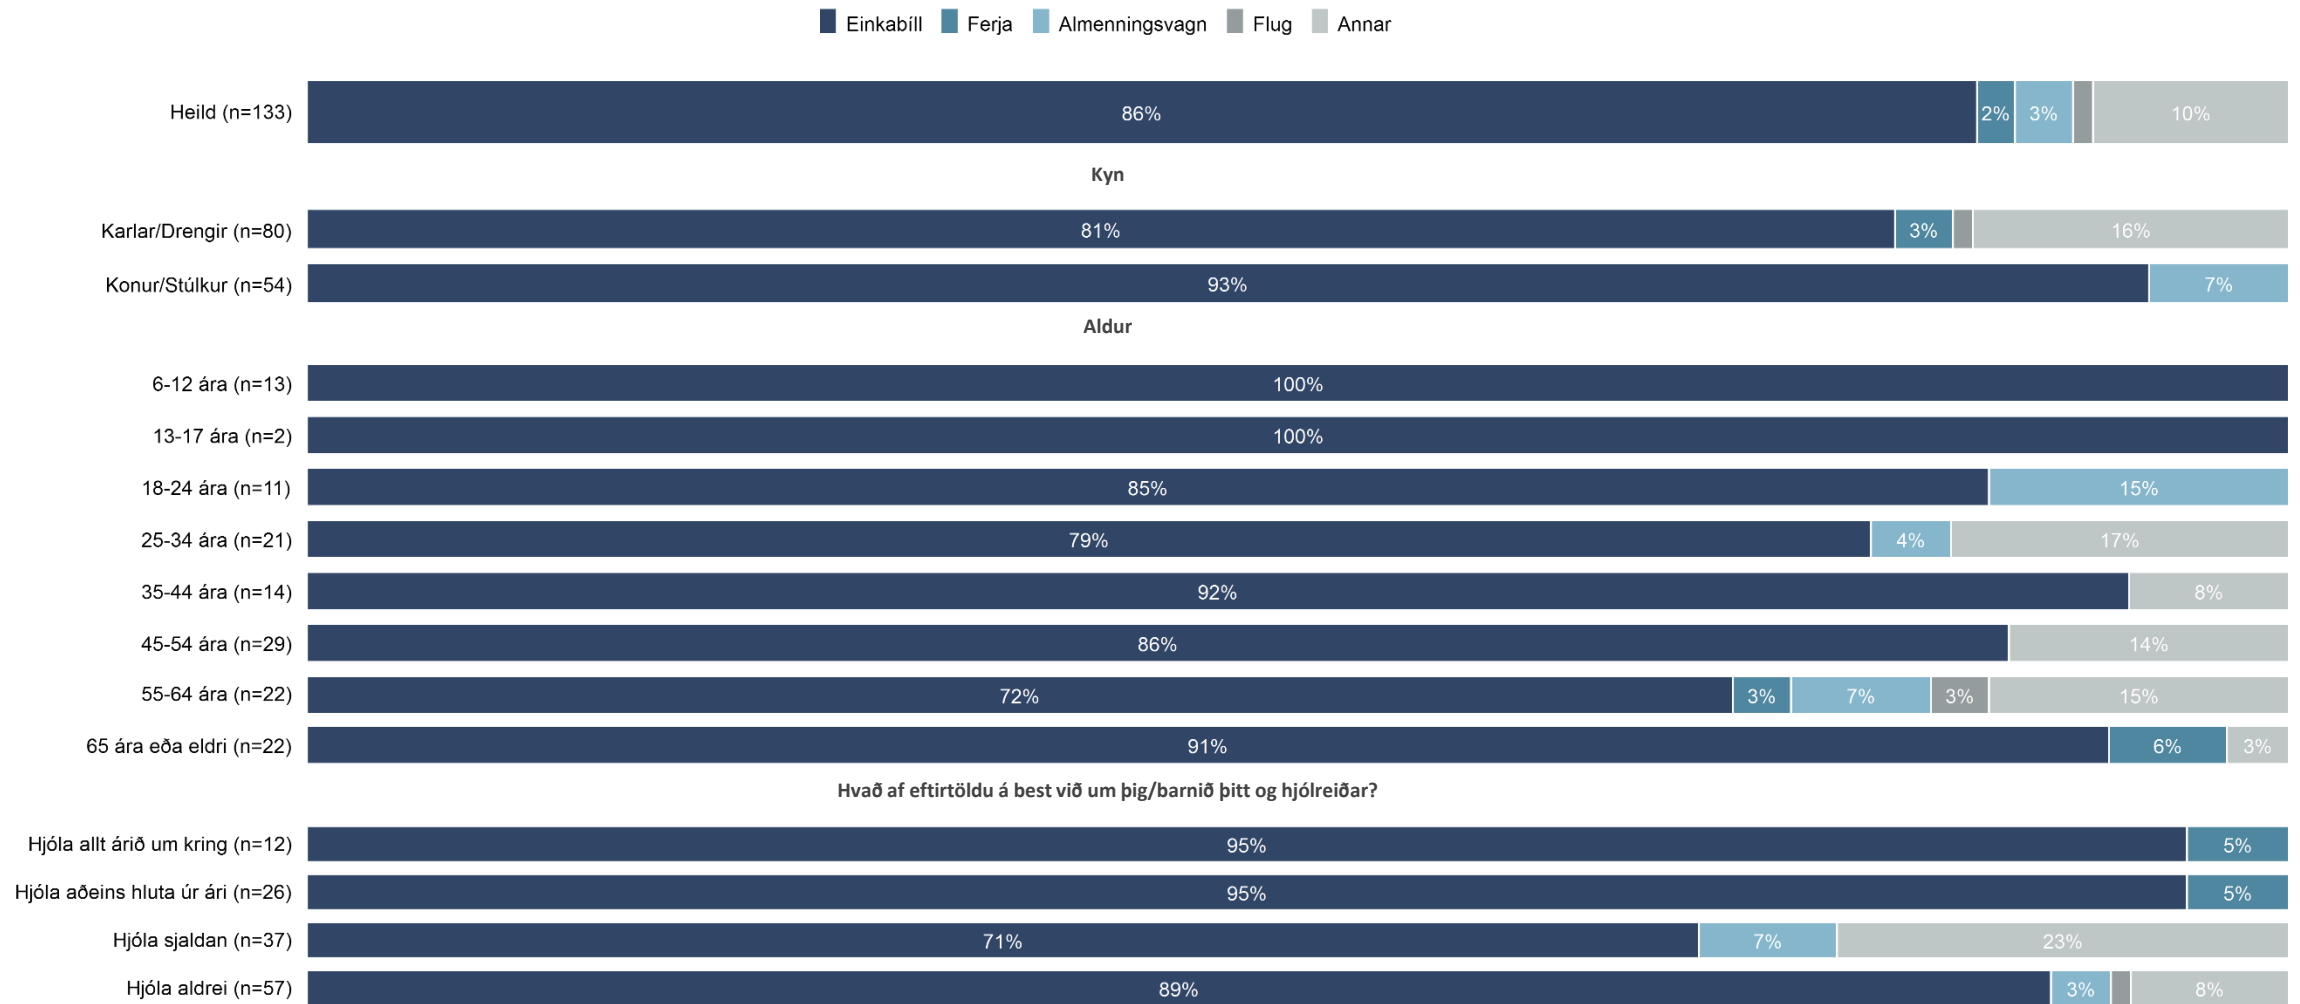 Einkabíll Ferja Almenningsvagn Flug Annar
Heild (n=133) 86% 2% 3% 10%
Kyn
Karlar/Drengir (n=80) 81% 3% 16%
Konur/Stúlkur (n=54) 93% 7%
Aldur
6-12 ára (n=13) 100%
13-17 ára (n=2) 100%
18-24 ára (n=11) 85% 15%
25-34 ára (n=21) 79% 4% 17%
35-44 ára (n=14) 92% 8%
45-54 ára (n=29) 86% 14%
55-64 ára (n=22) 72% 3% 7% 3% 15%
65 ára eða eldri (n=22) 91% 6% 3%
Hvað af eftirtöldu á best við um þig/barnið þitt og hjólreiðar?
Hjóla allt árið um kring (n=12) 95% 5%
Hjóla aðeins hluta úr ári (n=26) 95% 5%
Hjóla sjaldan (n=37) 71% 7% 23%
Hjóla aldrei (n=57) 89% 3% 8%